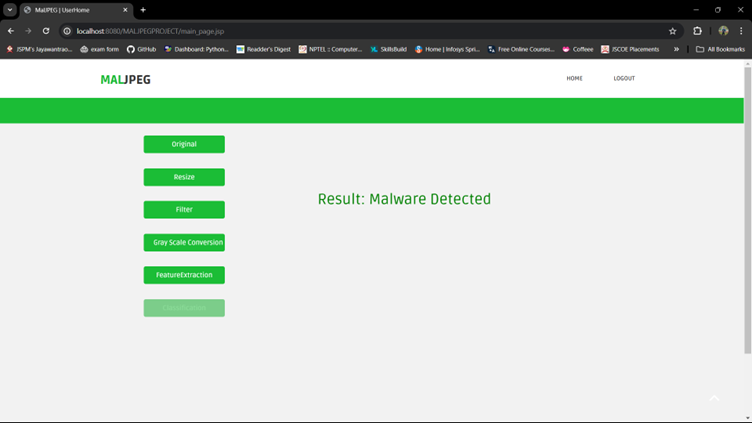 MalJPEG | UserHome
localhost:8080/MALJPEGPROJECT/main_page.jsp
JSPM's Jayawantrao... exam form GitHub Dashboard: Python... Readder's Digest NPTEL :: Computer... SkillsBuild Home | Infosys Spri... Free Online Courses... Coffeee JSCOE Placements » All Bookmarks
MALJPEG HOME LOGOUT
Original
Resize
Result: Malware Detected
Filter
Gray Scale Conversion
FeatureExtraction
Classification